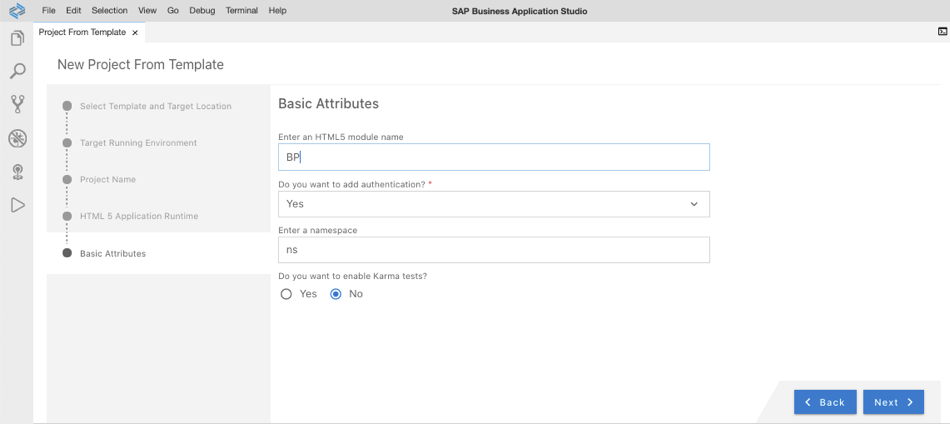 File Edit Selection View Go Debug Terminal Help SAP Business Application Studio
Project From Template ×
New Project From Template
Select Template and Target Location
Target Running Environment
Project Name
HTML 5 Application Runtime
Basic Attributes
Basic Attributes
Enter an HTML5 module name
BP
Do you want to add authentication? *
Yes
Enter a namespace
ns
Do you want to enable Karma tests?
Yes No
Back Next